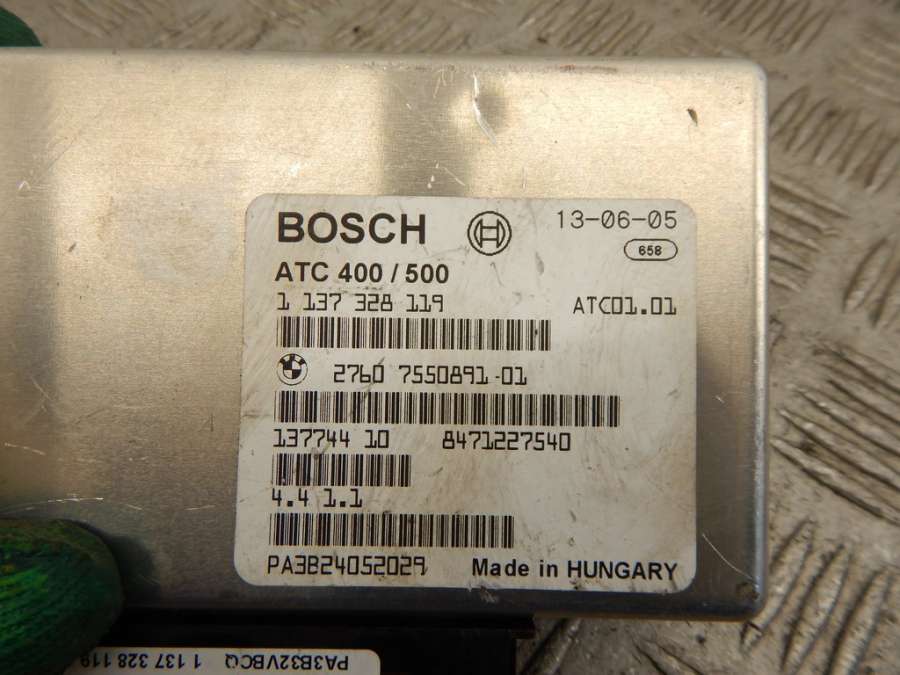 BOSCH 13-06-05
658
ATC 400 / 500
1 137 328 119 ATC01.01
2760 7550891-01
137744 10 8471227540
4.4 1.1
PA3B24052029 Made in HUNGARY
PA3B32VBCQ 1 137 328 119